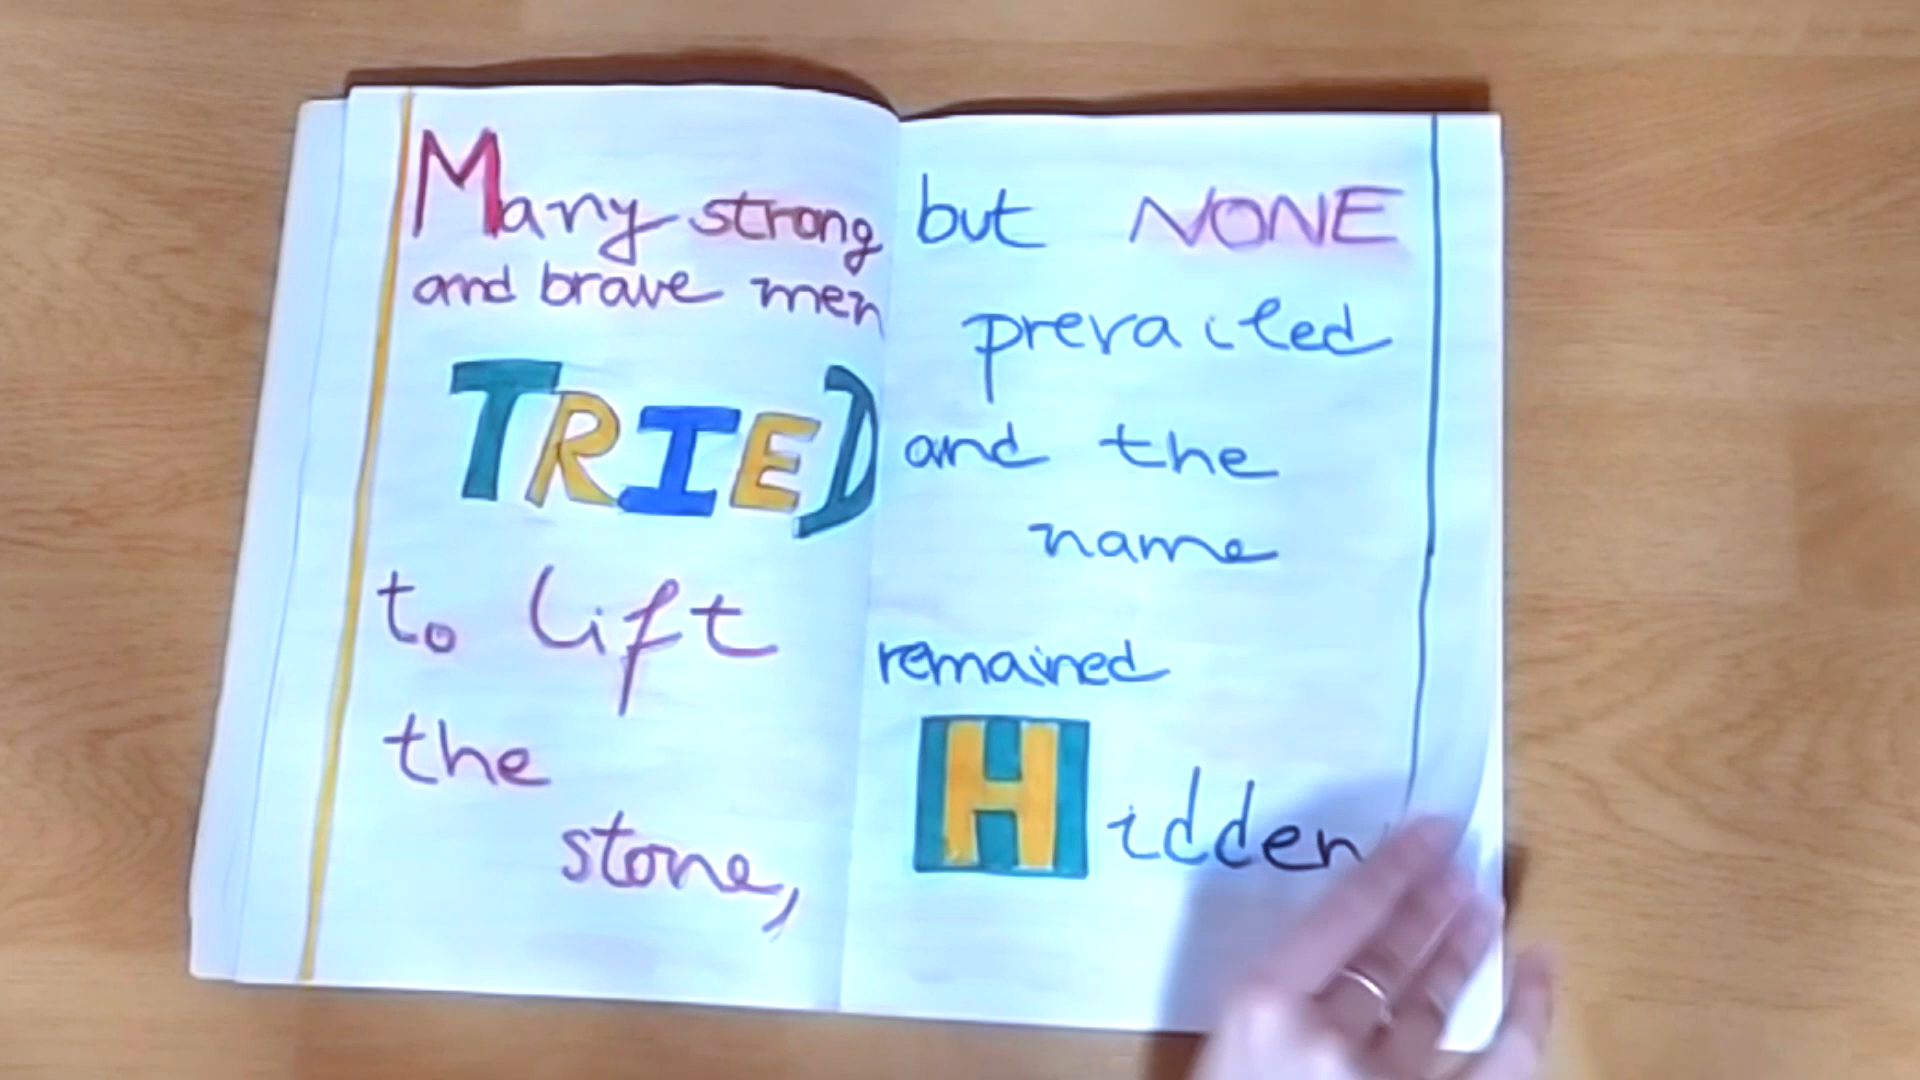 Many strong
and brave men
TRIED
to lift
the
stone,
but NONE
prevailed
and the
name
remained
Hidden